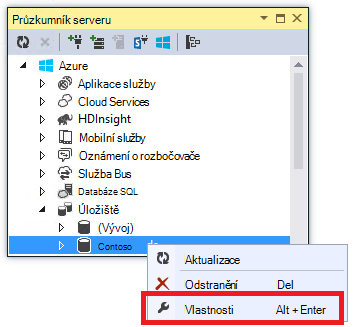 Průzkumník serveru
Azure
Aplikace služby
Cloud Services
HDInsight
Mobilní služby
Oznámení o rozbočovače
Služba Bus
Databáze SQL
Úložiště
(Vývoj)
Contoso
Aktualizace
Odstranění Del
Vlastnosti Alt + Enter